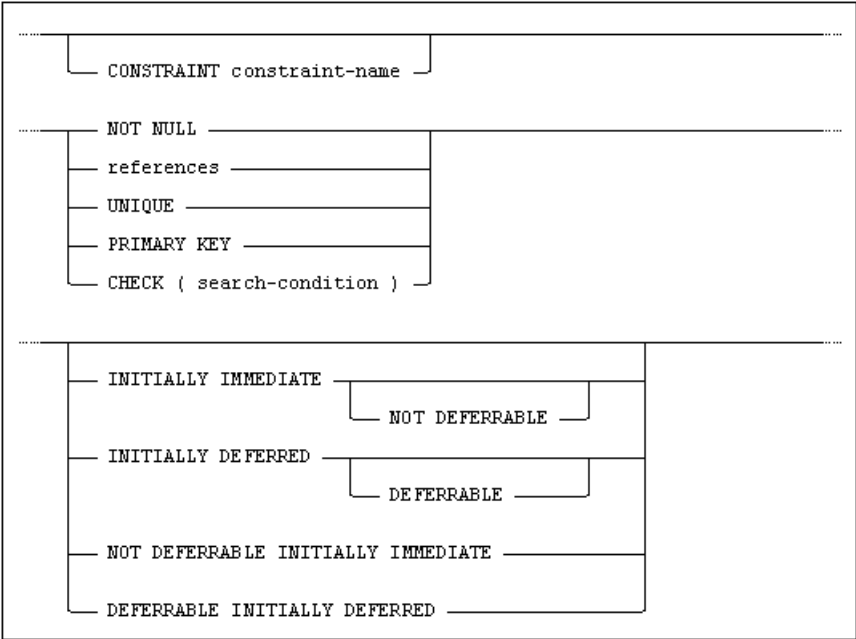 CONSTRAINT constraint-name
NOT NULL
references
UNIQUE
PRIMARY KEY
CHECK ( search-condition )
INITIALLY IMMEDIATE
NOT DEFERRABLE
INITIALLY DEFERRED
DEFERRABLE
NOT DEFERRABLE INITIALLY IMMEDIATE
DEFERRABLE INITIALLY DEFERRED